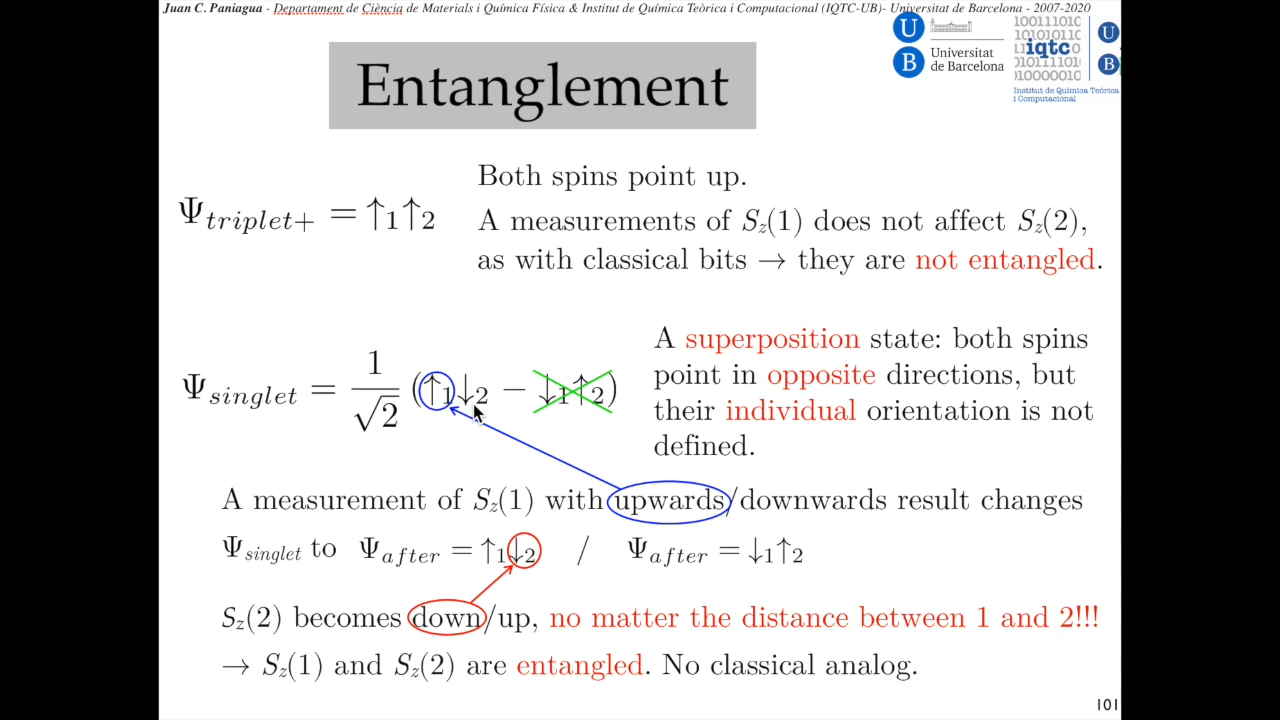 Juan C. Paniagua - Departament de Ciència de Materials i Química Física & Institut de Química Teòrica i Computacional (IQTC-UB)- Universitat de Barcelona - 2007-2020
U B Universitat de Barcelona
100111010
101010110
iqtc
010111101
010000010
Institut de Química Teòrica i Computacional
U B
Entanglement
Both spins point up.
Ψtriplet+ = ↑1↑2
A measurements of Sz(1) does not affect Sz(2),
as with classical bits → they are not entangled.
A superposition state: both spins
point in opposite directions, but
their individual orientation is not
defined.
Ψsinglet = 1/√2 (↑1↓2 − ↓1↑2)
A measurement of Sz(1) with upwards/downwards result changes
Ψsinglet to Ψafter = ↑1↓2 / Ψafter = ↓1↑2
Sz(2) becomes down/up, no matter the distance between 1 and 2!!!
→ Sz(1) and Sz(2) are entangled. No classical analog.
101